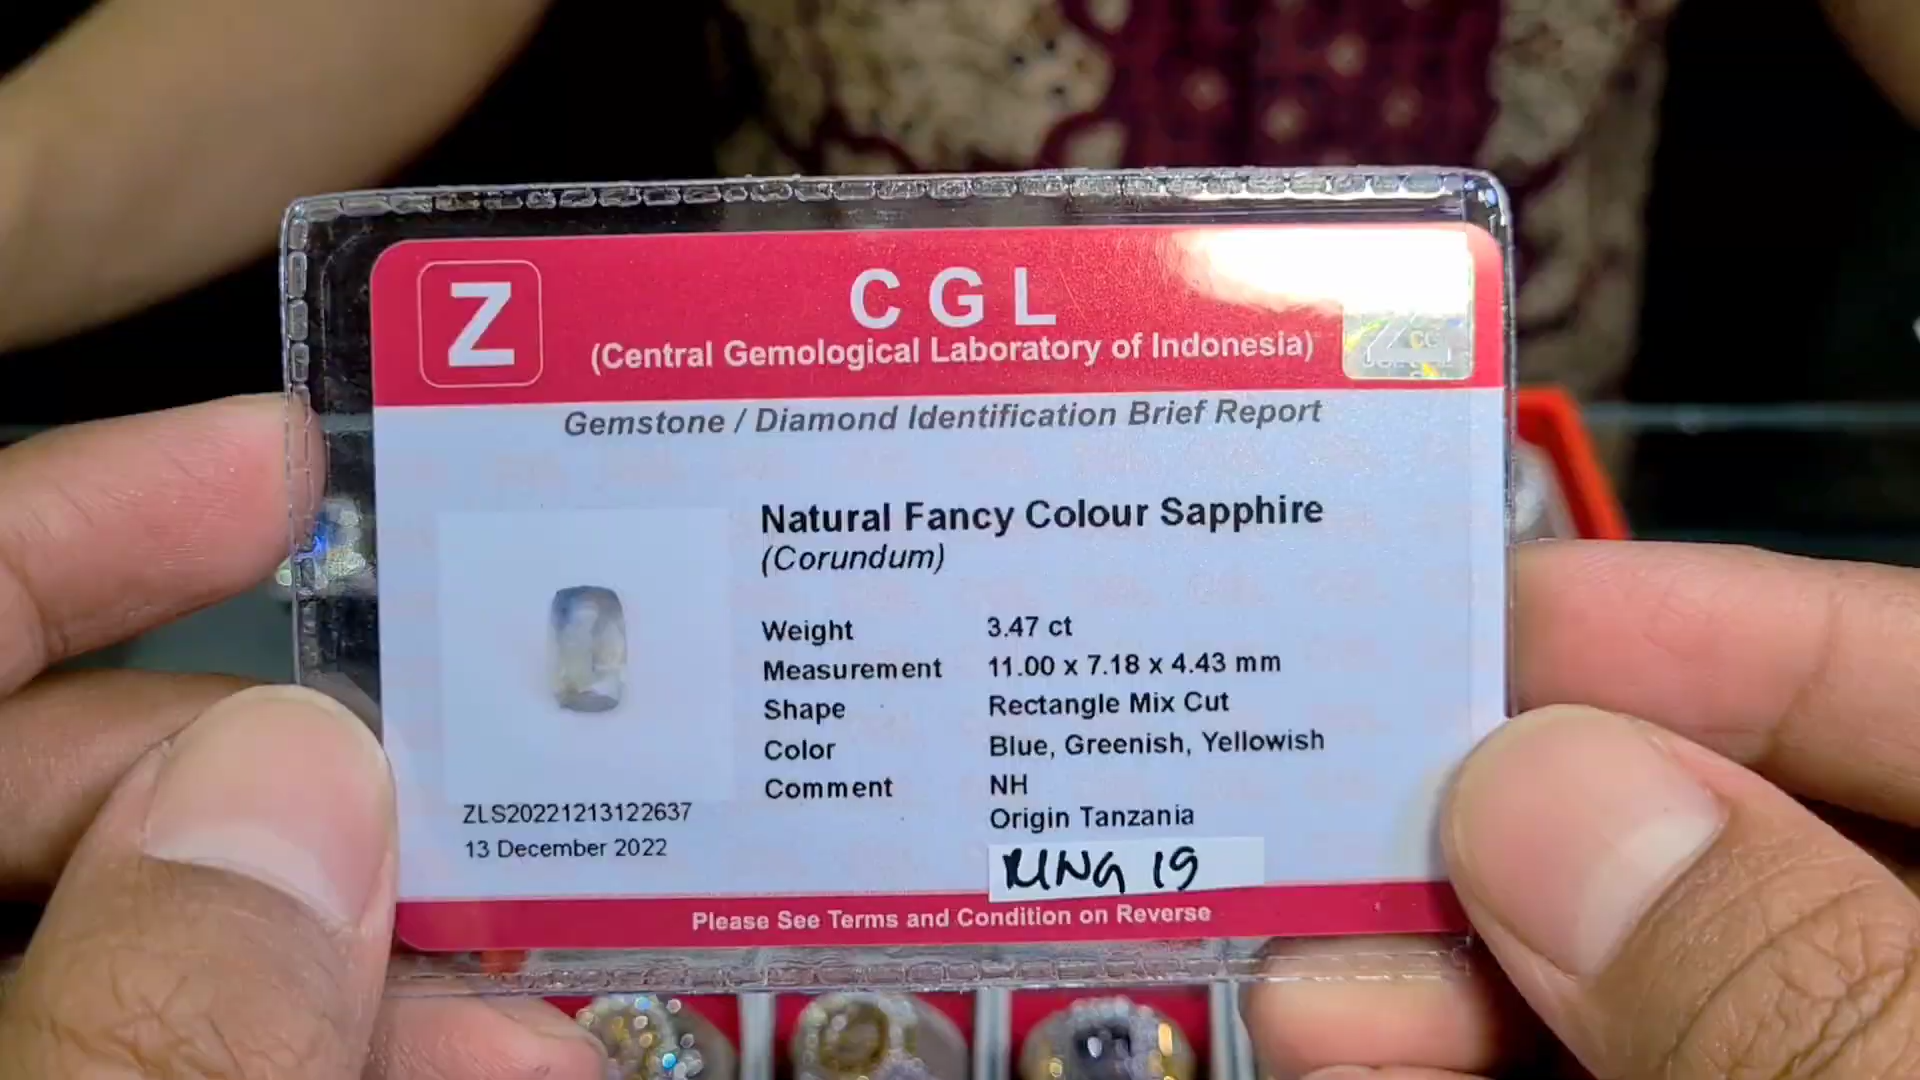 Z
CGL
(Central Gemological Laboratory of Indonesia)
Gemstone / Diamond Identification Brief Report
Natural Fancy Colour Sapphire
(Corundum)
Weight 3.47 ct
Measurement 11.00 x 7.18 x 4.43 mm
Shape Rectangle Mix Cut
Color Blue, Greenish, Yellowish
Comment NH
Origin Tanzania
RING 19
ZLS20221213122637
13 December 2022
Please See Terms and Condition on Reverse